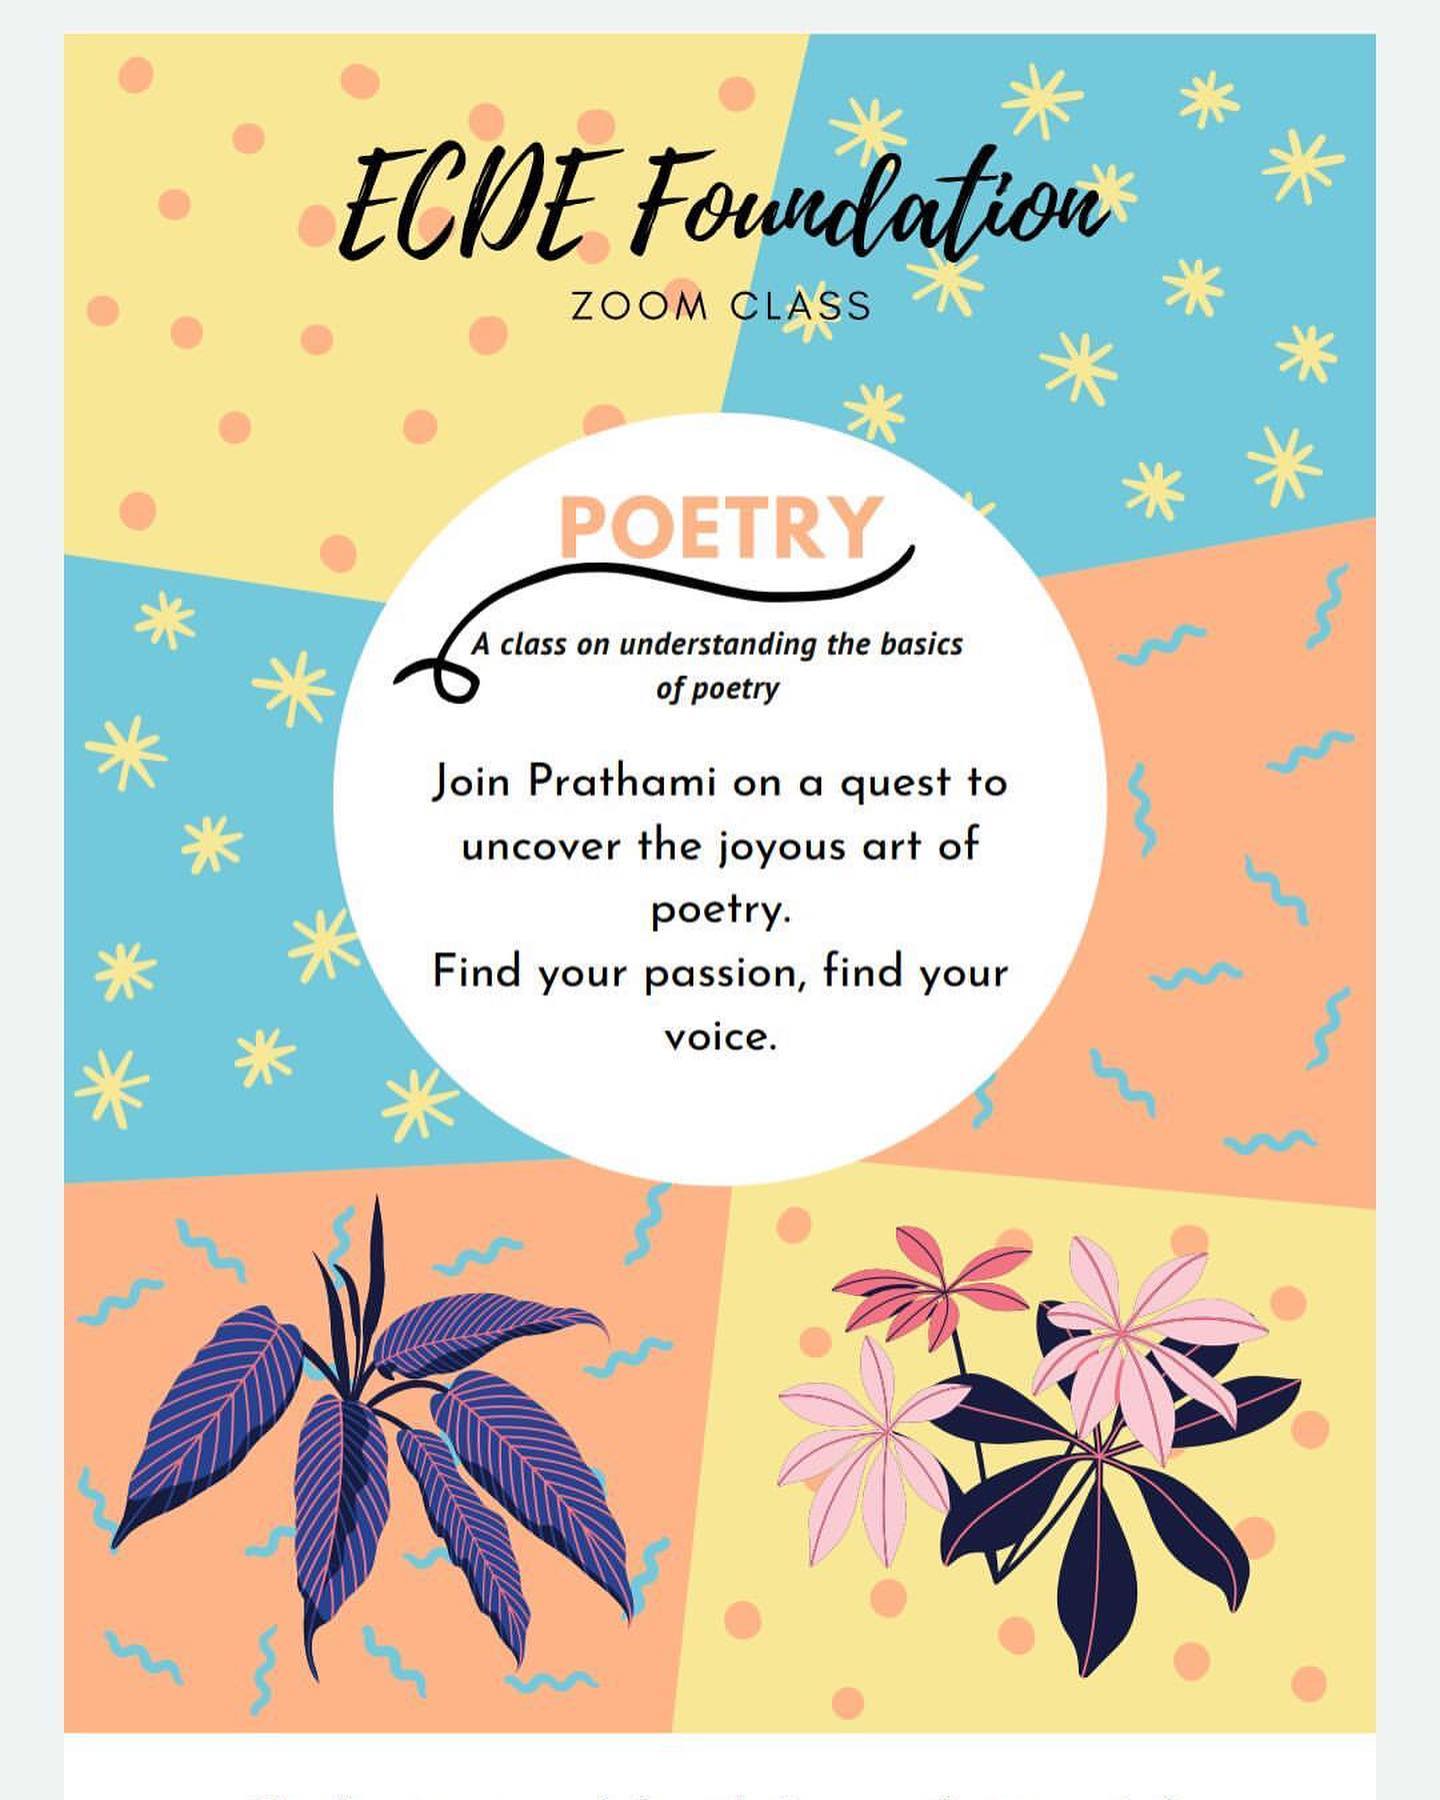 ECDE Foundation
ZOOM CLASS
POETRY
A class on understanding the basics
of poetry
Join Prathami on a quest to
uncover the joyous art of
poetry.
Find your passion, find your
voice.